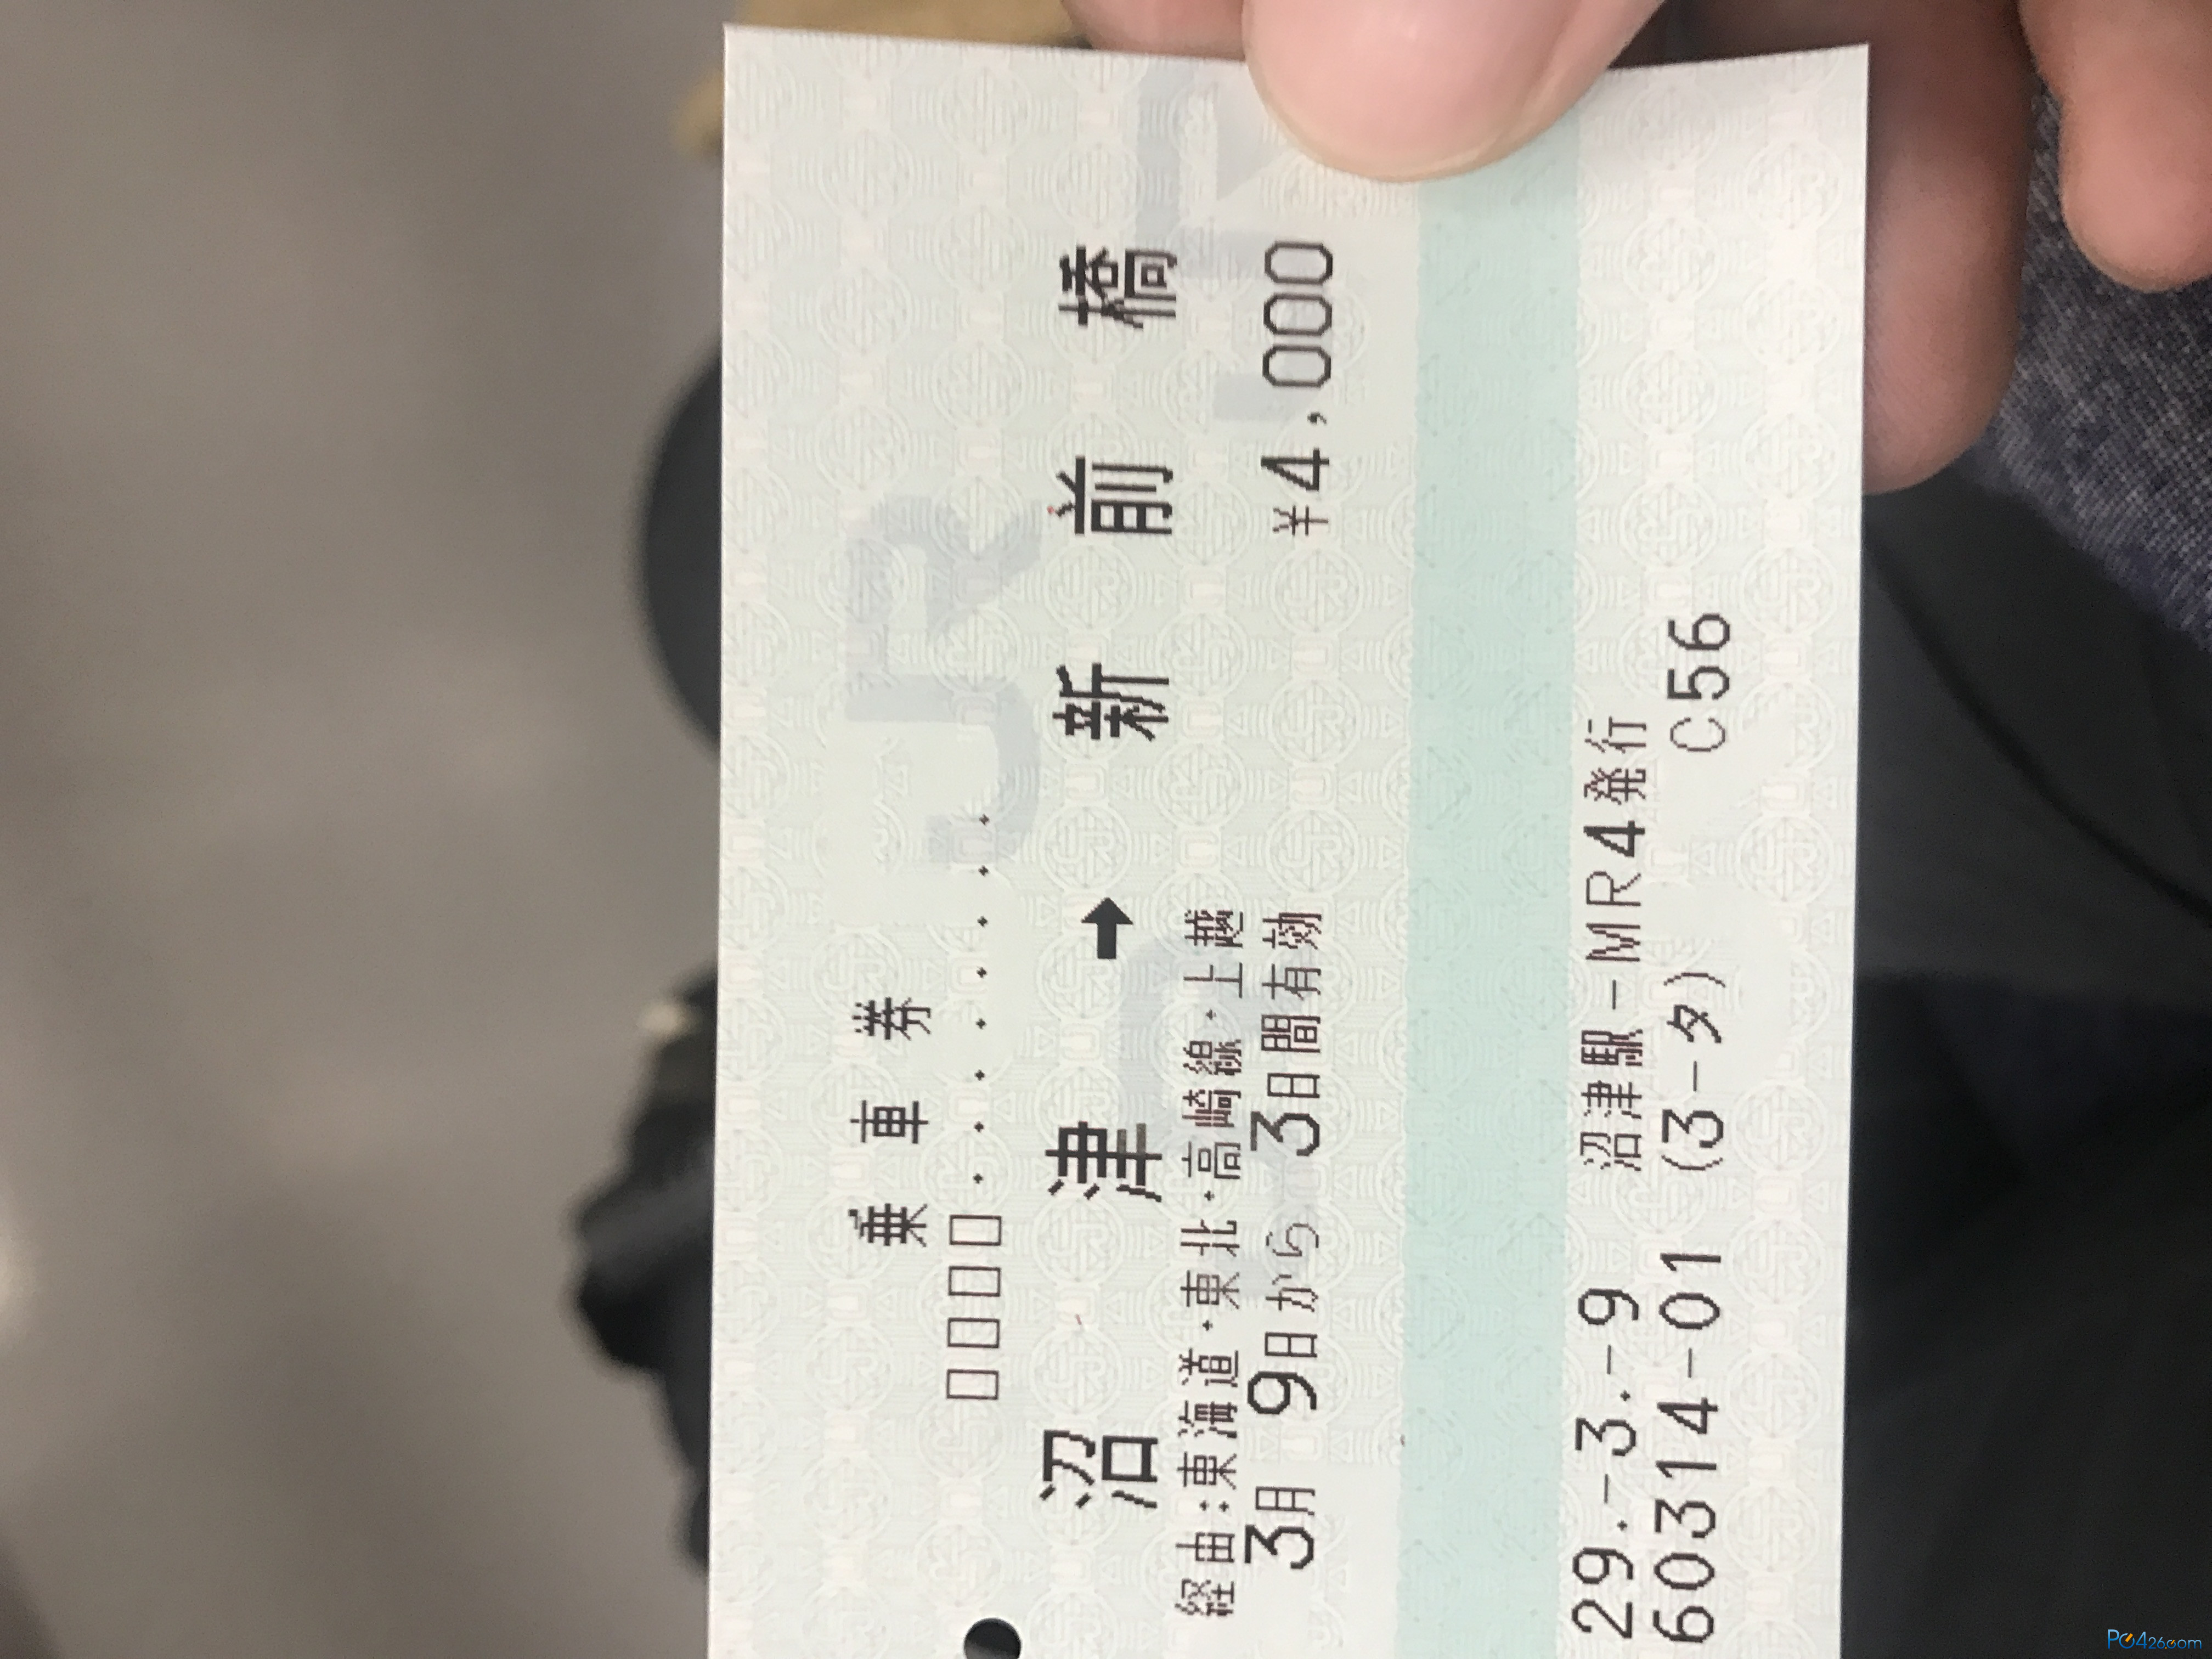 乗車券
□□□□・・・・・・・・
沼津 → 新前橋
経由:東海道・東北・高崎線・上越
3月 9日から 3日間有効 ¥4,000
29.-3.-9 沼津駅-MR4発行
60314-01 (3-タ) C56
JR
PC426.com